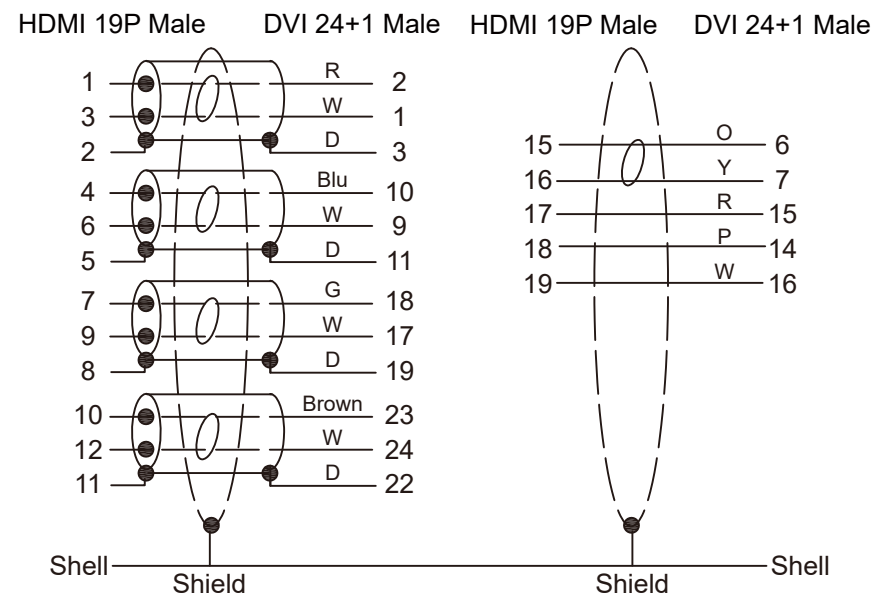 HDMI 19P Male DVI 24+1 Male HDMI 19P Male DVI 24+1 Male
1 R 2
3 W 1
2 D 3
4 Blu 10
6 W 9
5 D 11
7 G 18
9 W 17
8 D 19
10 Brown 23
12 W 24
11 D 22
15 O 6
16 Y 7
17 R 15
18 P 14
19 W 16
Shell Shield Shield Shell